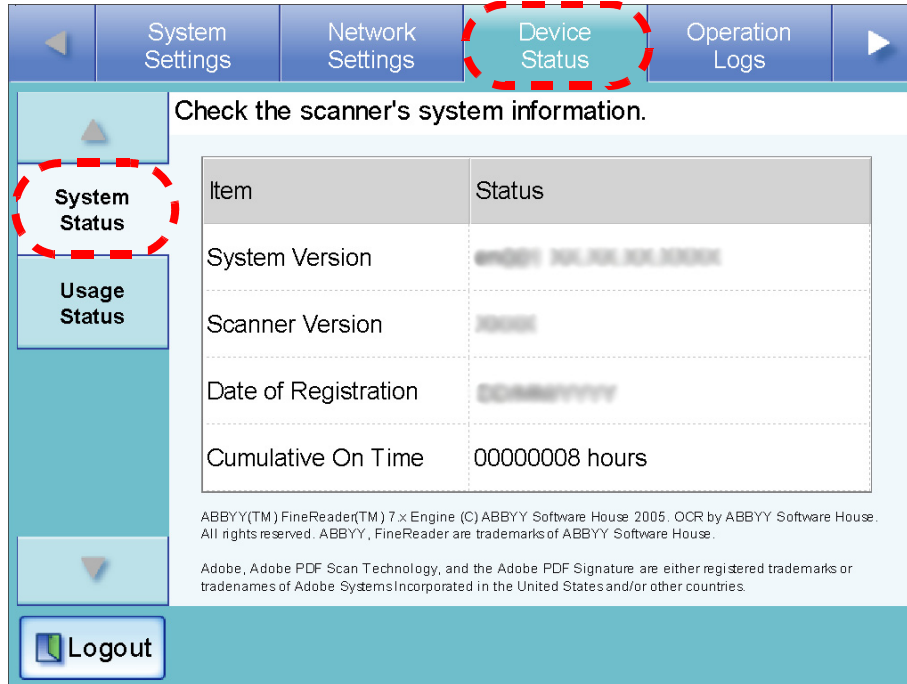 System Settings
Network Settings
Device Status
Operation Logs
Check the scanner's system information.
System Status
Usage Status
Item Status
System Version
Scanner Version
Date of Registration
Cumulative On Time 00000008 hours
ABBYY(TM) FineReader(TM) 7.x Engine (C) ABBYY Software House 2005. OCR by ABBYY Software House.
All rights reserved. ABBYY, FineReader are trademarks of ABBYY Software House.
Adobe, Adobe PDF Scan Technology, and the Adobe PDF Signature are either registered trademarks or
tradenames of Adobe Systems Incorporated in the United States and/or other countries.
Logout